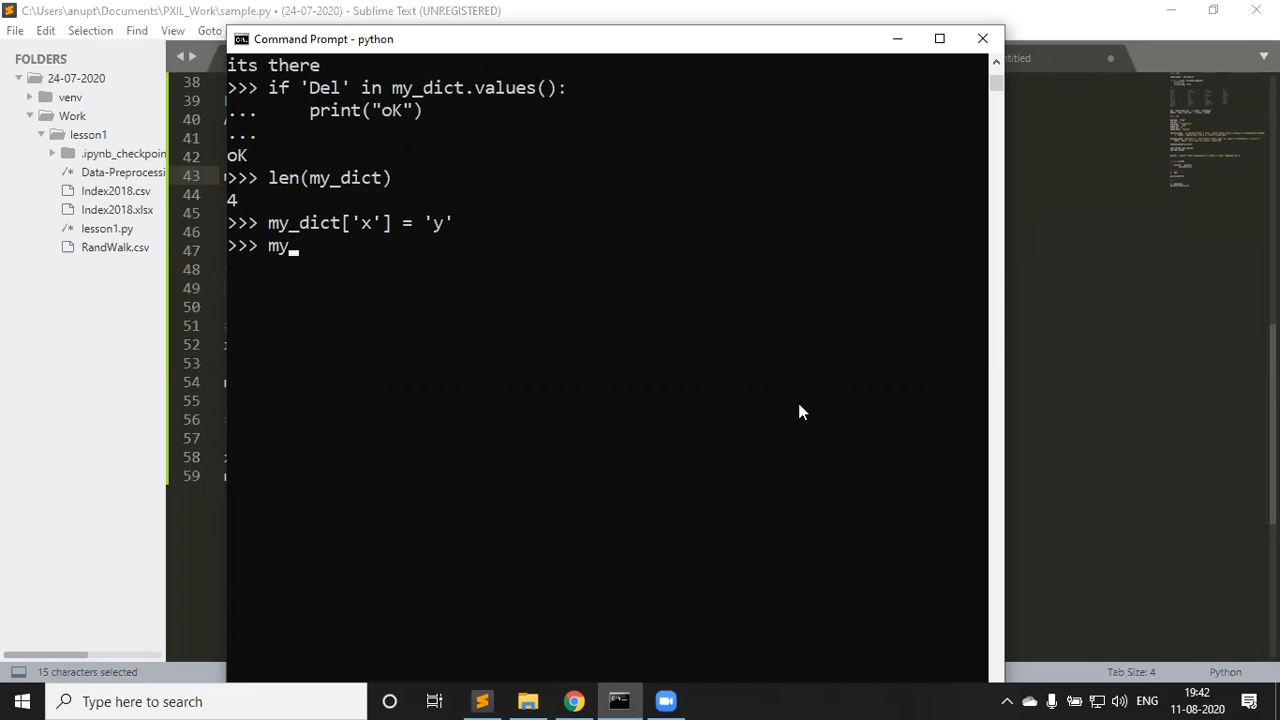 C:\Users\anupt\Documents\PXIL_Work\sample.py • (24-07-2020) - Sublime Text (UNREGISTERED)
File Edit Selection Find View Goto
Command Prompt - python
FOLDERS
24-07-2020
venv
Work
lesson1
.ipynb_checkpoin
Data-Preprocessi
Index2018.csv
Index2018.xlsx
lesson1.py
RandWalk.csv
38
39
40
41
42
43
44
45
46
47
48
49
50
51
52
53
54
55
56
57
58
59
its there
>>> if 'Del' in my_dict.values():
...     print("oK")
...
oK
>>> len(my_dict)
4
>>> my_dict['x'] = 'y'
>>> my_
ntitled
15 characters selected
Tab Size: 4
Python
Type here to search
ENG
19:42
11-08-2020